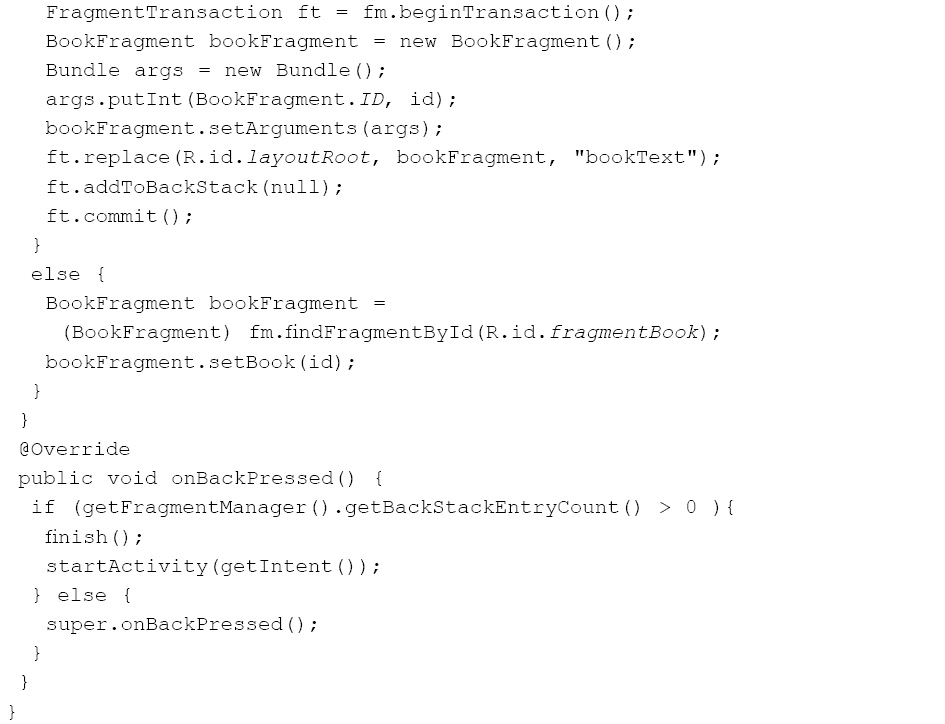 FragmentTransaction ft = fm.beginTransaction();
BookFragment bookFragment = new BookFragment();
Bundle args = new Bundle();
args.putInt(BookFragment.ID, id);
bookFragment.setArguments(args);
ft.replace(R.id.layoutRoot, bookFragment, "bookText");
ft.addToBackStack(null);
ft.commit();
}
else {
BookFragment bookFragment =
(BookFragment) fm.findFragmentById(R.id.fragmentBook);
bookFragment.setBook(id);
}
}
@Override
public void onBackPressed() {
if (getFragmentManager().getBackStackEntryCount() > 0 ){
finish();
startActivity(getIntent());
} else {
super.onBackPressed();
}
}
}